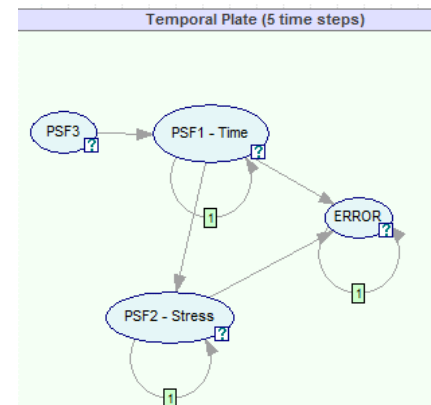 Temporal Plate (5 time steps)
PSF3
?
PSF1 - Time
?
1
ERROR
?
1
PSF2 - Stress
?
1